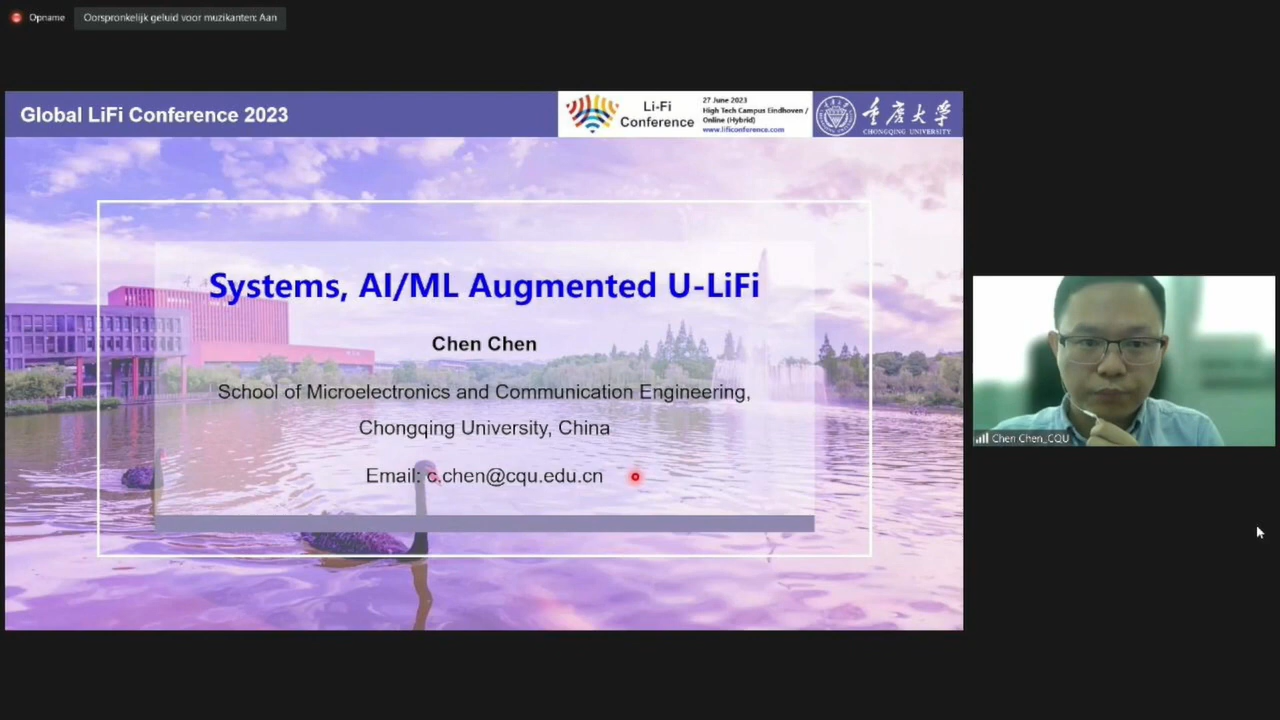 Opname
Oorspronkelijk geluid voor muzikanten: Aan
Global LiFi Conference 2023
Li-Fi
Conference
27 June 2023
High Tech Campus Eindhoven /
Online (Hybrid)
www.lificonference.com
重庆大学
CHONGQING UNIVERSITY
Systems, AI/ML Augmented U-LiFi
Chen Chen
School of Microelectronics and Communication Engineering,
Chongqing University, China
Email: c.chen@cqu.edu.cn
Chen Chen_CQU